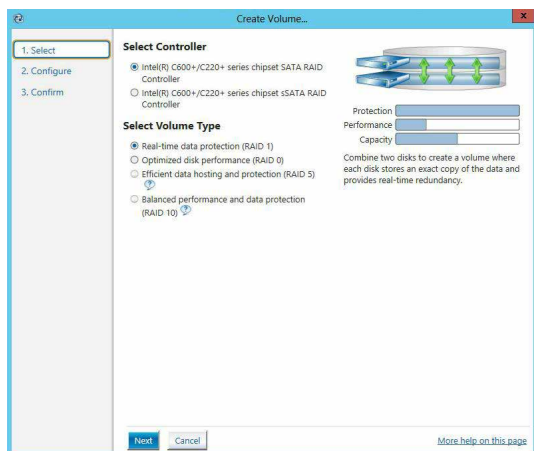 Create Volume...
x
1. Select
2. Configure
3. Confirm
Select Controller
Intel(R) C600+/C220+ series chipset SATA RAID
Controller
Intel(R) C600+/C220+ series chipset sSATA RAID
Controller
Select Volume Type
Real-time data protection (RAID 1)
Optimized disk performance (RAID 0)
Efficient data hosting and protection (RAID 5)
?
Balanced performance and data protection
(RAID 10) ?
Protection
Performance
Capacity
Combine two disks to create a volume where
each disk stores an exact copy of the data and
provides real-time redundancy.
Next
Cancel
More help on this page